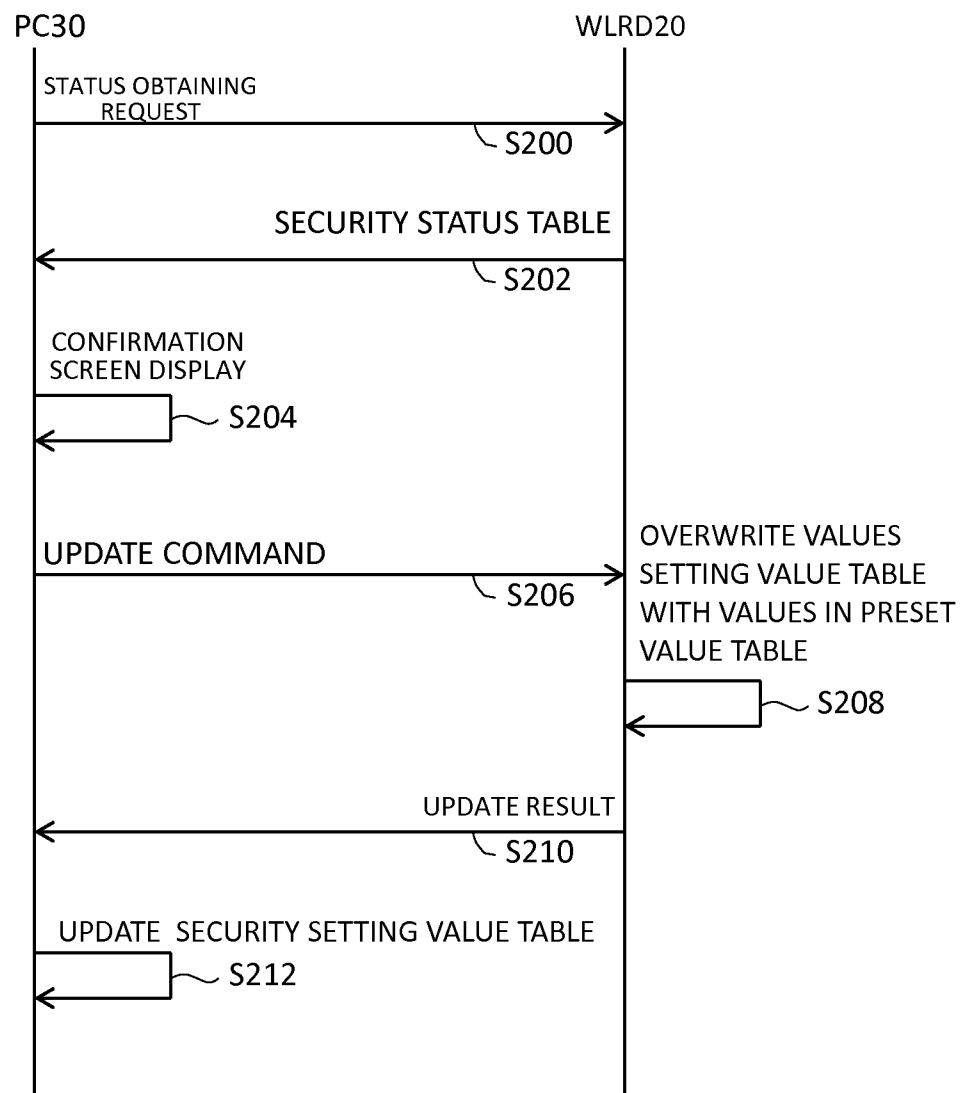 PC30
WLRD20
STATUS OBTAINING
REQUEST
S200
SECURITY STATUS TABLE
S202
CONFIRMATION
SCREEN DISPLAY
S204
UPDATE COMMAND
S206
OVERWRITE VALUES
SETTING VALUE TABLE
WITH VALUES IN PRESET
VALUE TABLE
S208
UPDATE RESULT
S210
UPDATE SECURITY SETTING VALUE TABLE
S212